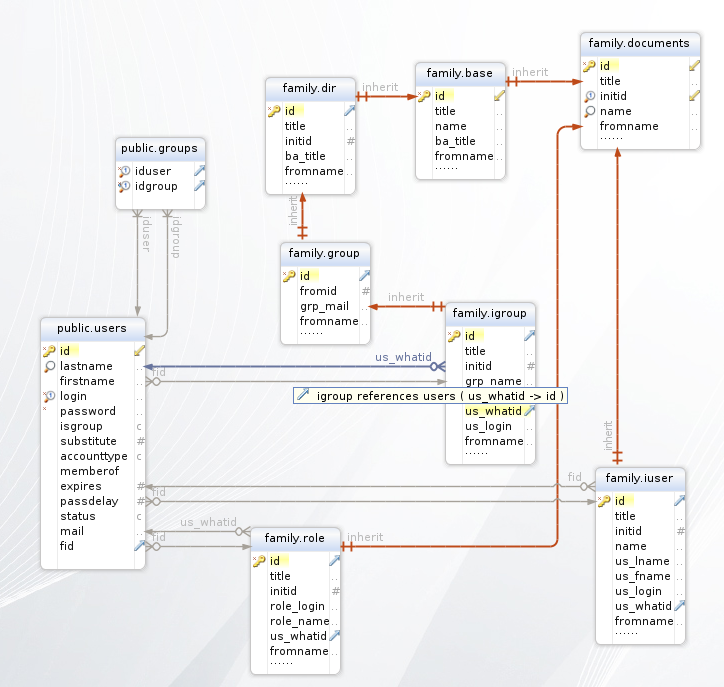 family.documents
id
title
initid
name
fromname
......
family.base
id
title
name
ba_title
fromname..
......
inherit
family.dir
id
title
initid #
ba_title
fromname..
......
inherit
public.groups
iduser
idgroup
iduser
idgroup
inherit
family.group
id
fromid #
grp_mail
fromname..
......
inherit
family.igroup
id
title
initid #
grp_name
us_whatid
us_login
fromname..
......
us_whatid
fid
igroup references users ( us_whatid -> id )
public.users
id
lastname
firstname
login
password
isgroup c
substitute #
accounttype c
memberof
expires #
passdelay #
status c
mail
fid
inherit
fid
fid
family.iuser
id
title
initid #
name
us_lname
us_fname
us_login
us_whatid
fromname..
......
us_whatid
fid
family.role
id
title
initid #
role_login
role_name
us_whatid
fromname..
......
inherit